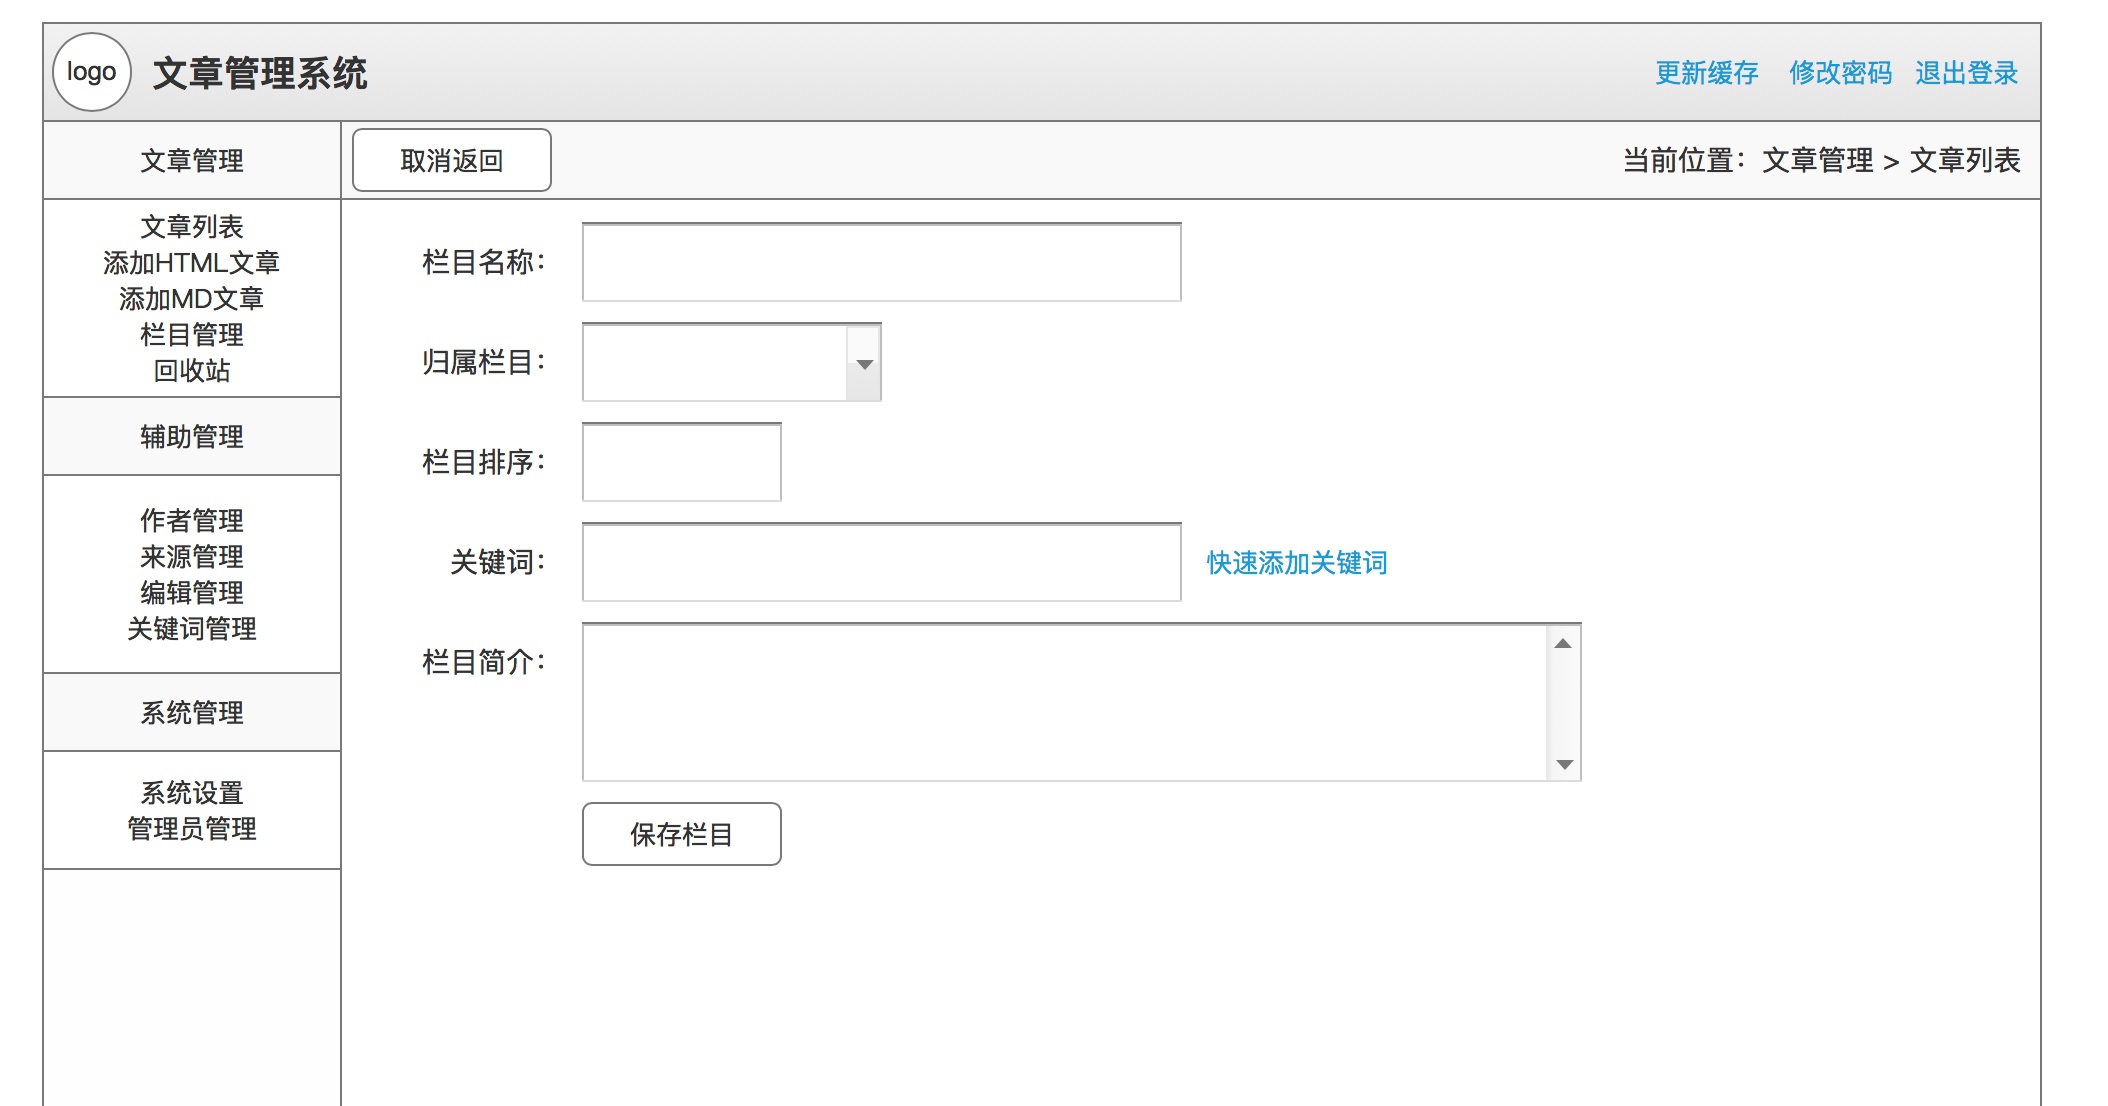 logo
文章管理系统
更新缓存 修改密码 退出登录
文章管理
取消返回
当前位置：文章管理 > 文章列表
文章列表
添加HTML文章
添加MD文章
栏目管理
回收站
辅助管理
作者管理
来源管理
编辑管理
关键词管理
系统管理
系统设置
管理员管理
栏目名称：
归属栏目：
栏目排序：
关键词：
快速添加关键词
栏目简介：
保存栏目